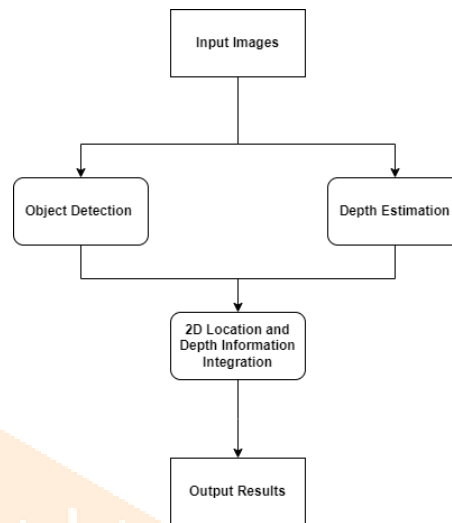 Input Images
Object Detection
Depth Estimation
2D Location and
Depth Information
Integration
Output Results